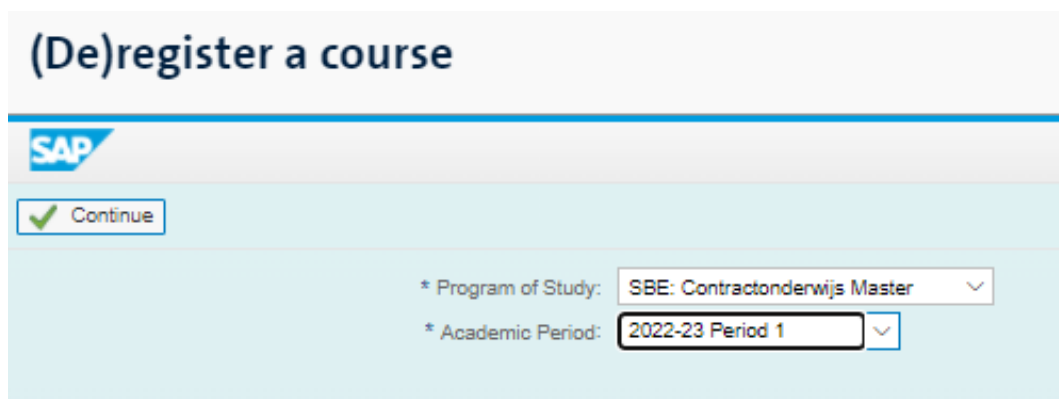 (De)register a course
SAP
Continue
* Program of Study: SBE: Contractonderwijs Master
* Academic Period: 2022-23 Period 1